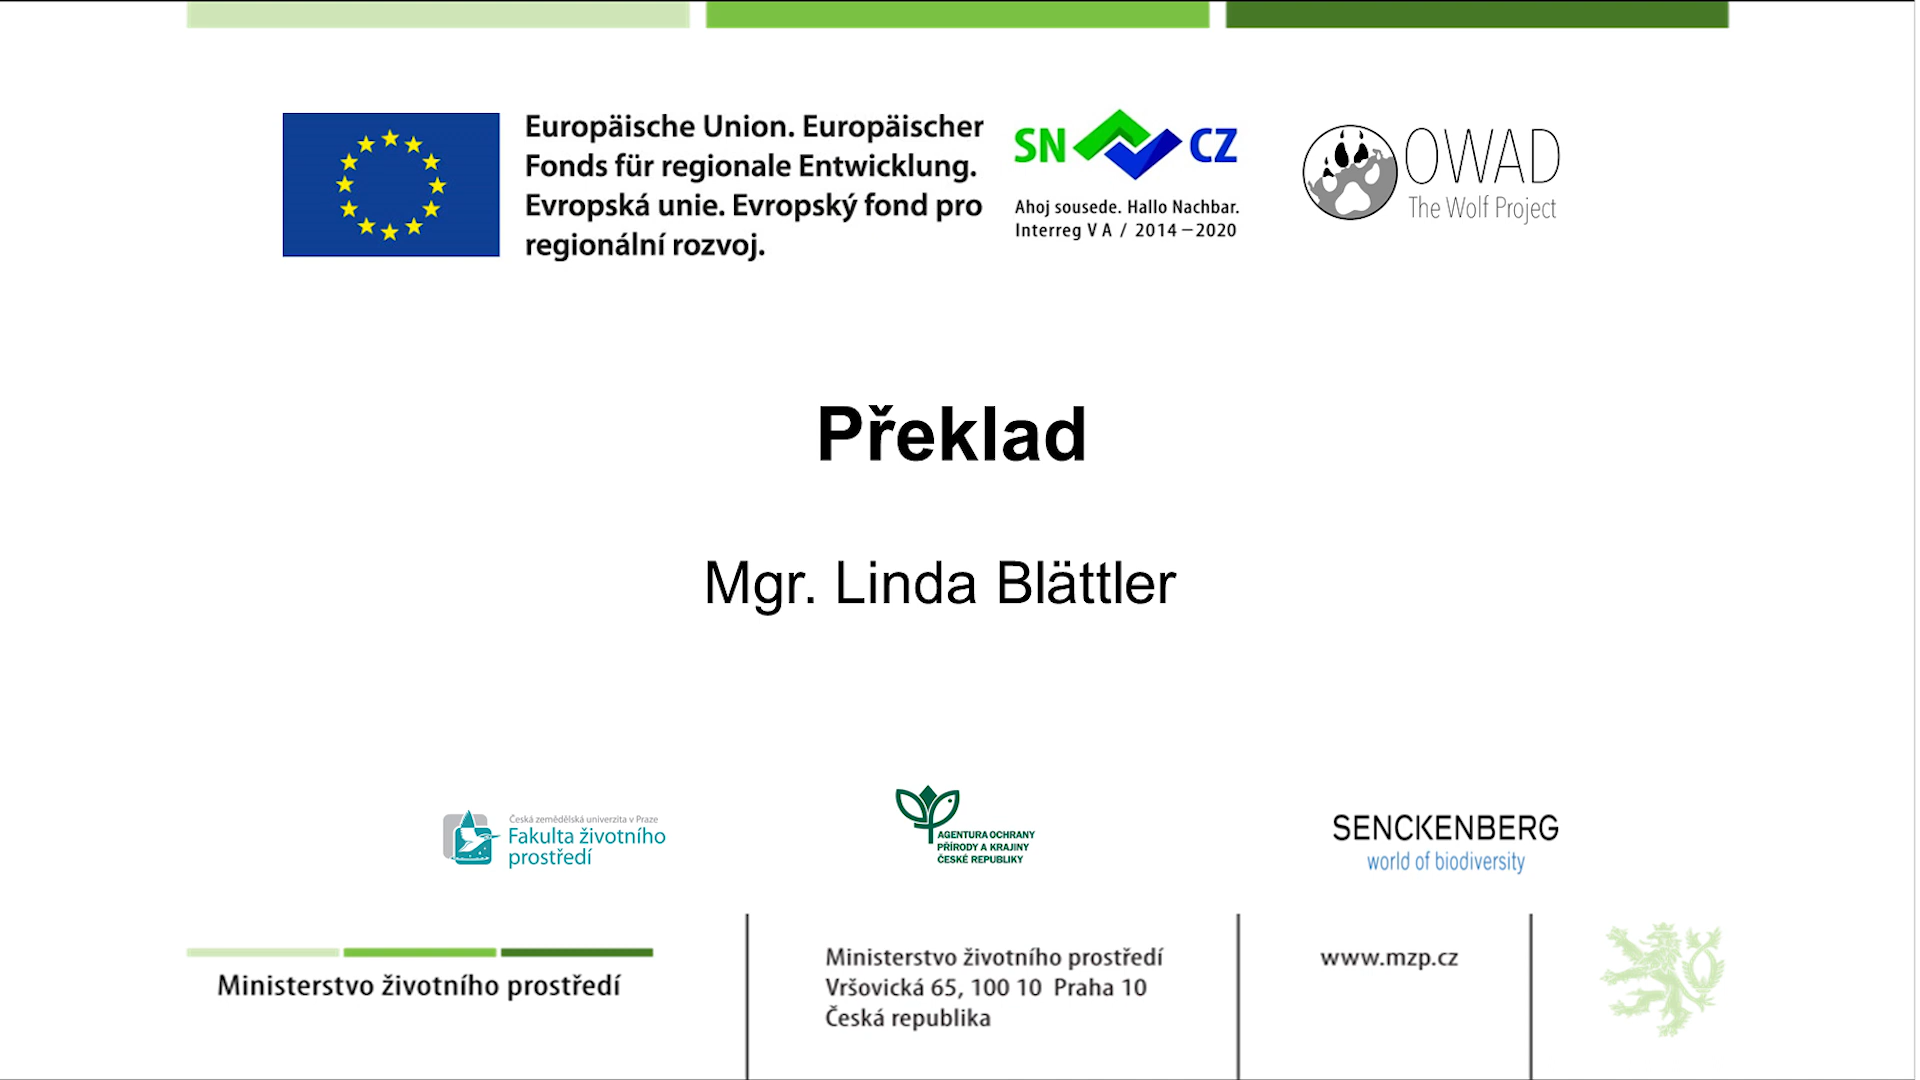 Europäische Union. Europäischer
Fonds für regionale Entwicklung.
Evropská unie. Evropský fond pro
regionální rozvoj.
SN CZ
Ahoj sousede. Hallo Nachbar.
Interreg V A / 2014–2020
OWAD
The Wolf Project
Překlad
Mgr. Linda Blättler
Česká zemědělská univerzita v Praze
Fakulta životního
prostředí
AGENTURA OCHRANY
PŘÍRODY A KRAJINY
ČESKÉ REPUBLIKY
SENCKENBERG
world of biodiversity
Ministerstvo životního prostředí
Ministerstvo životního prostředí
Vršovická 65, 100 10 Praha 10
Česká republika
www.mzp.cz